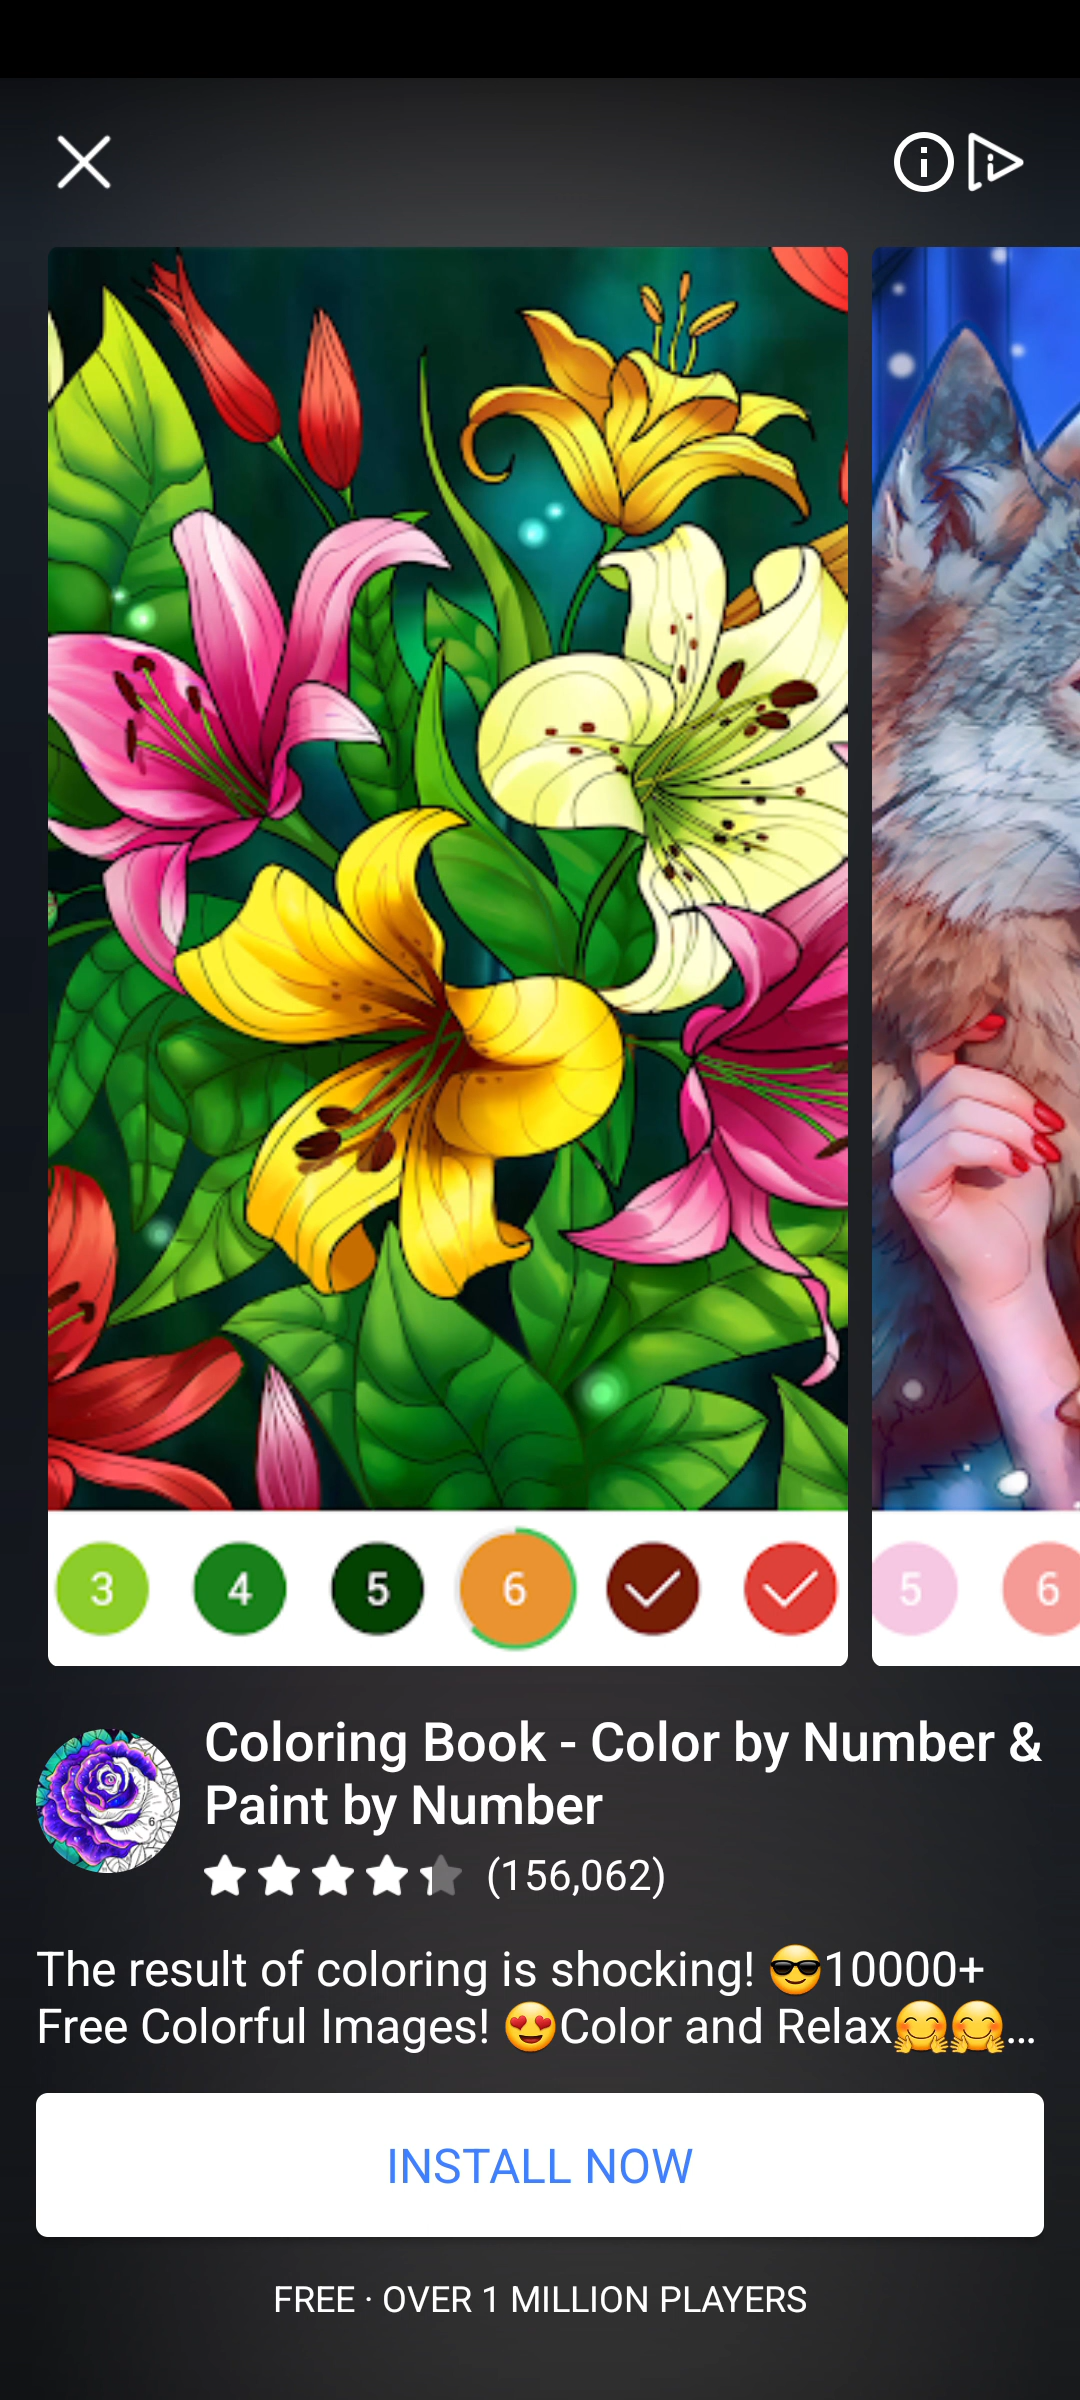 3 4 5 6
5 6
Coloring Book - Color by Number &
Paint by Number
(156,062)
The result of coloring is shocking! 😎10000+
Free Colorful Images! 😍Color and Relax🤗🤗...
INSTALL NOW
FREE · OVER 1 MILLION PLAYERS